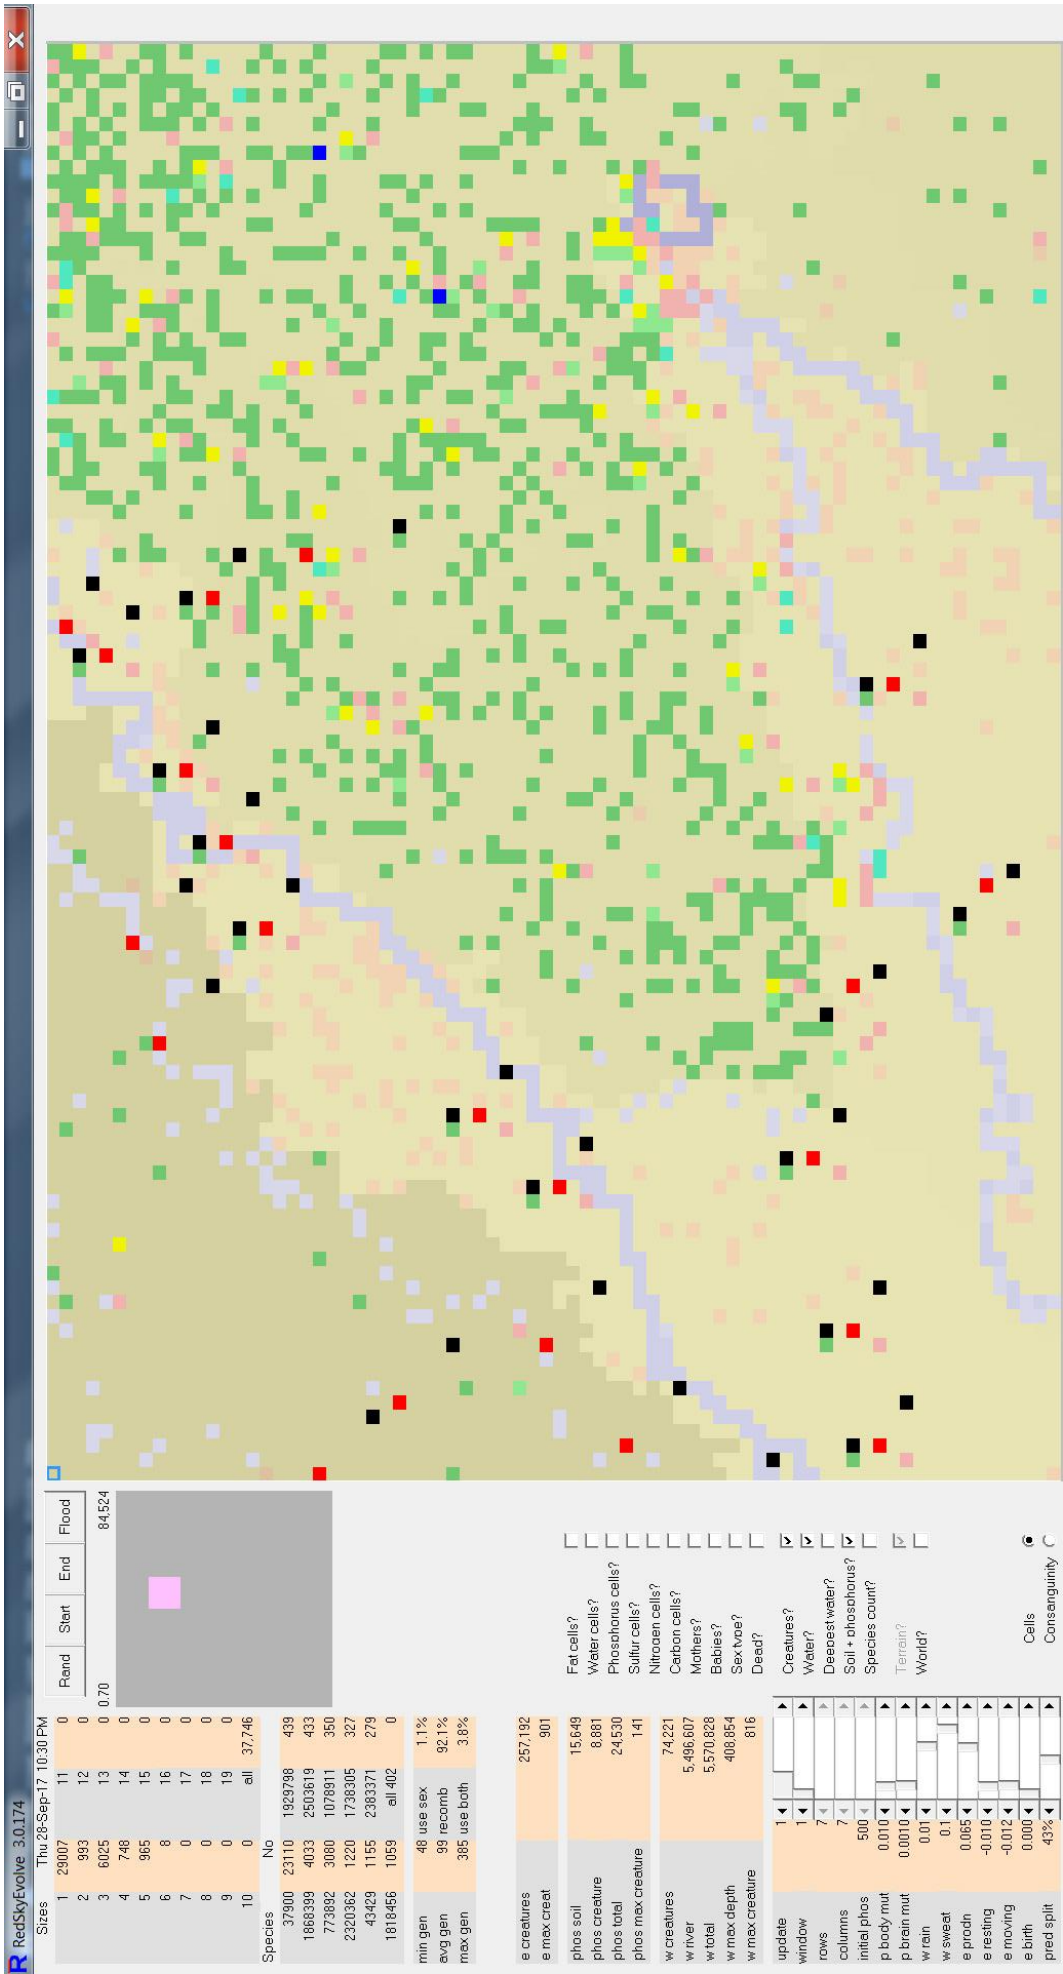 R RedSkyEvolve 3.0.174
Sizes Thu 28-Sep-17 10:30 PM
1 29007 11 0
2 993 12 0
3 6025 13 0
4 748 14 0
5 965 15 0
6 8 16 0
7 0 17 0
8 0 18 0
9 0 19 0
10 0 all 37,746
Species No
37900 23110 1929798 439
1868399 4033 2503619 433
773892 3080 1078911 350
2320362 1220 1738305 327
43429 1155 2383371 279
1818456 1059 all 402 0
min gen 48 use sex 1.1%
avg gen 99 recomb 92.1%
max gen 385 use both 3.8%
e creatures 257,192
e max creat 901
phos soil 15,649
phos creature 8,881
phos total 24,530
phos max creature 141
w creatures 74,221
w river 5,496,607
w total 5,570,828
w max depth 408,854
w max creature 816
update 1
window 1
rows 7
columns 7
initial phos 500
p body mut 0.010
p brain mut 0.0010
w rain 0.01
w sweat 0.1
e prodn 0.065
e resting -0.010
e moving -0.012
e birth 0.000
pred split 43%
Rand Start End Flood
0.70 84,524
Fat cells?
Water cells?
Phosphorus cells?
Sulfur cells?
Nitrogen cells?
Carbon cells?
Mothers?
Babies?
Sex type?
Dead?
Creatures?
Water?
Deepest water?
Soil + phosphorus?
Species count?
Terrain?
World?
Cells
Consanguinity